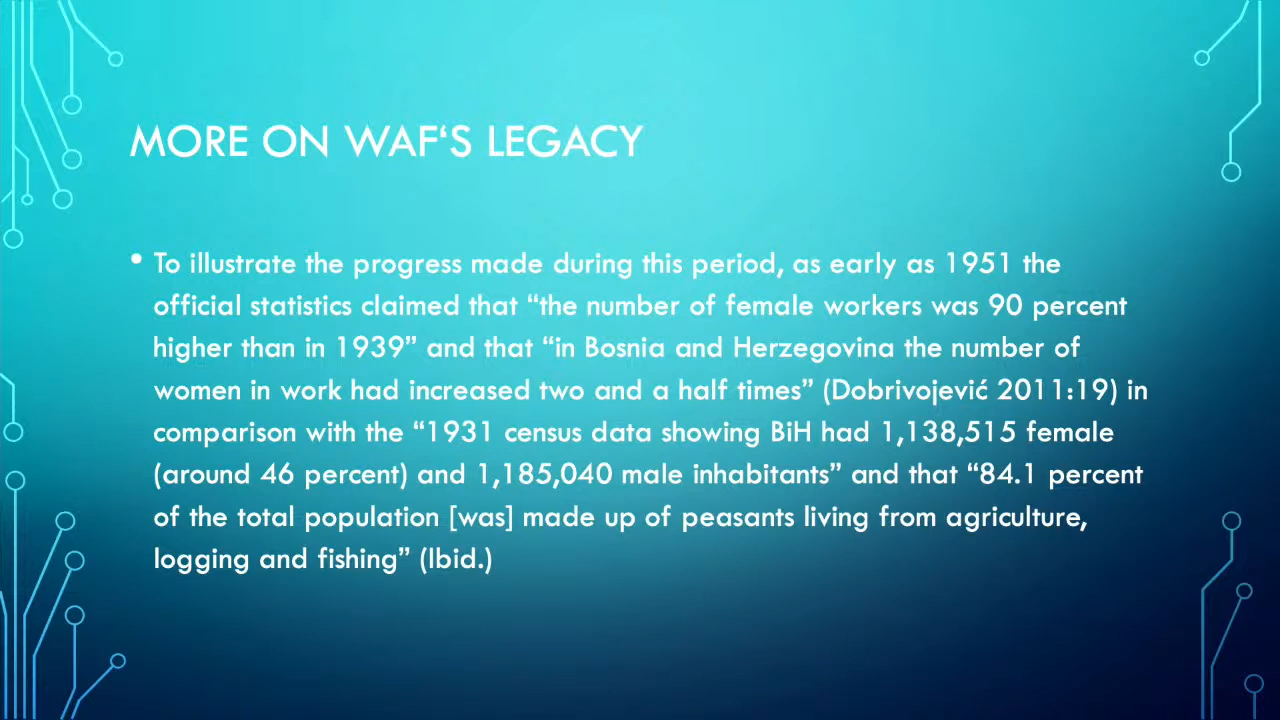 MORE ON WAF‘S LEGACY
• To illustrate the progress made during this period, as early as 1951 the
official statistics claimed that “the number of female workers was 90 percent
higher than in 1939” and that “in Bosnia and Herzegovina the number of
women in work had increased two and a half times” (Dobrivojević 2011:19) in
comparison with the “1931 census data showing BiH had 1,138,515 female
(around 46 percent) and 1,185,040 male inhabitants” and that “84.1 percent
of the total population [was] made up of peasants living from agriculture,
logging and fishing” (Ibid.)